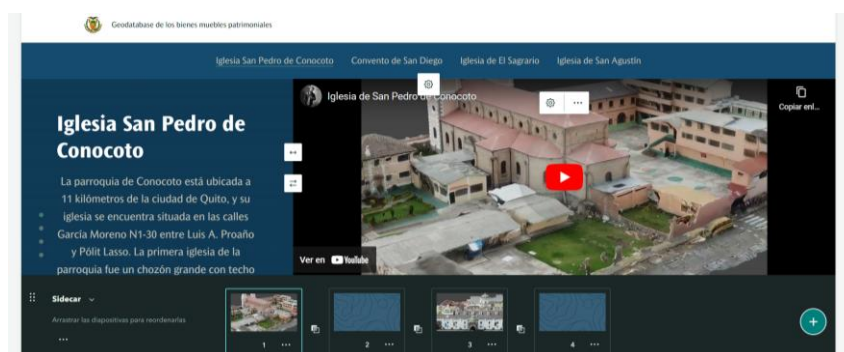 Geodatabase de los bienes muebles patrimoniales
Iglesia San Pedro de Conocoto Convento de San Diego Iglesia de El Sagrario Iglesia de San Agustín
Iglesia de San Pedro de Conocoto
Copiar enl...
Iglesia San Pedro de
Conocoto
La parroquia de Conocoto está ubicada a
11 kilómetros de la ciudad de Quito, y su
iglesia se encuentra situada en las calles
García Moreno N1-30 entre Luis A. Proaño
y Pólit Lasso. La primera iglesia de la
parroquia fue un chozón grande con techo
Ver en YouTube
Sidecar
Arrastrar las diapositivas para reordenarlas
1 2 3 4